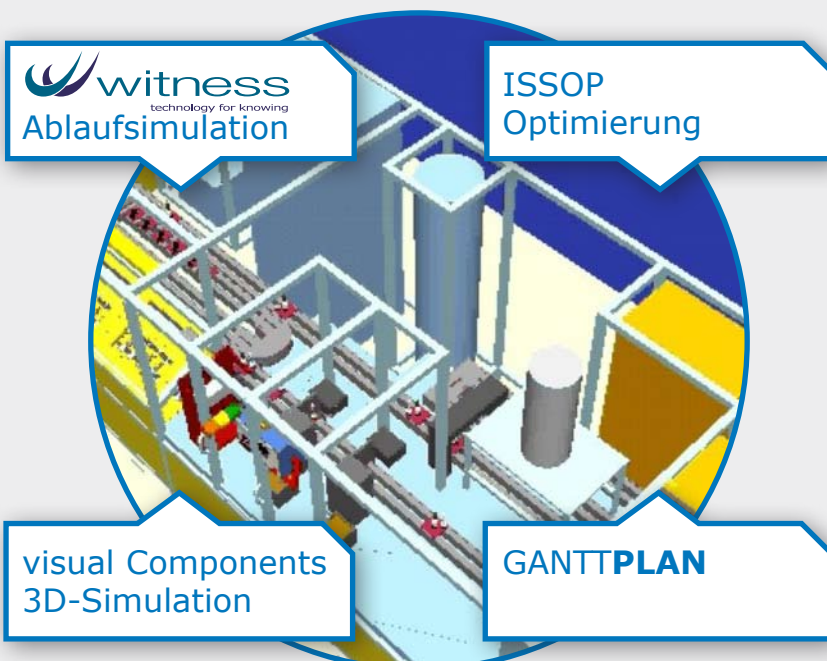 witness
technology for knowing
Ablaufsimulation
ISSOP
Optimierung
visual Components
3D-Simulation
GANTTPLAN